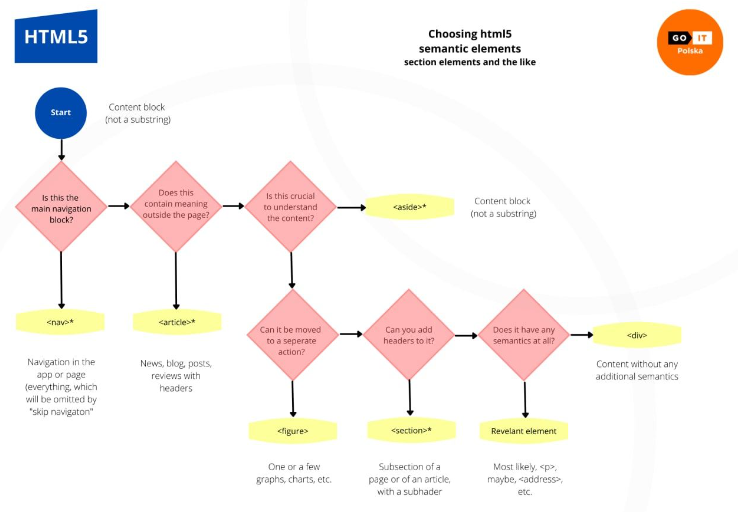 HTML5
Choosing html5
semantic elements
section elements and the like
GO IT
Polska
Start
Content block
(not a substring)
Is this the
main navigation
block?
Does this
contain meaning
outside the page?
Is this crucial
to understand
the content?
<aside>*
Content block
(not a substring)
<nav>*
<article>*
Can it be moved
to a seperate
action?
Can you add
headers to it?
Does it have any
semantics at all?
<div>
Navigation in the
app or page
(everything, which
will be omitted by
"skip navigaton"
News, blog, posts,
reviews with
headers
Content without any
additional semantics
<figure>
<section>*
Revelant element
One or a few
graphs, charts, etc.
Subsection of a
page or of an article,
with a subhader
Most likely, <p>,
maybe, <address>,
etc.